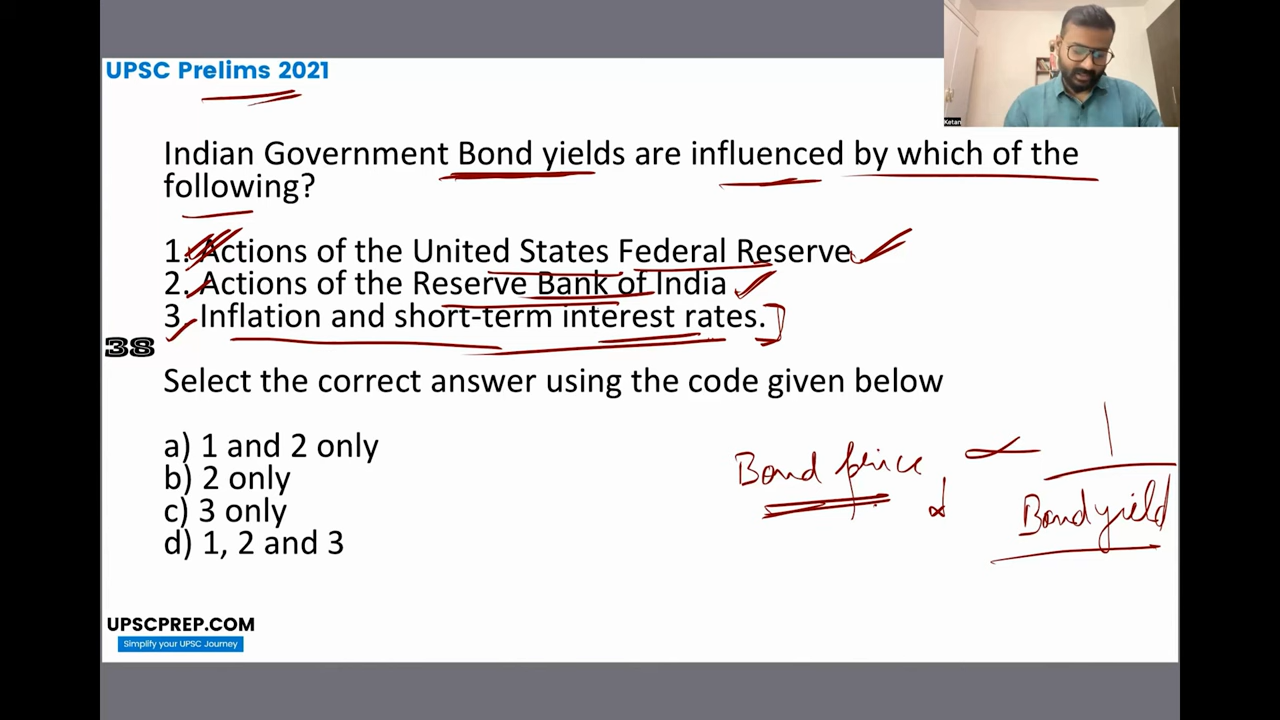 UPSC Prelims 2021
Ketan
Indian Government Bond yields are influenced by which of the
following?
1. Actions of the United States Federal Reserve
2. Actions of the Reserve Bank of India
3. Inflation and short-term interest rates.
38
Select the correct answer using the code given below
a) 1 and 2 only
b) 2 only
c) 3 only
d) 1, 2 and 3
Bond price ∝ 1
Bond yield
UPSCPREP.COM
Simplify your UPSC Journey